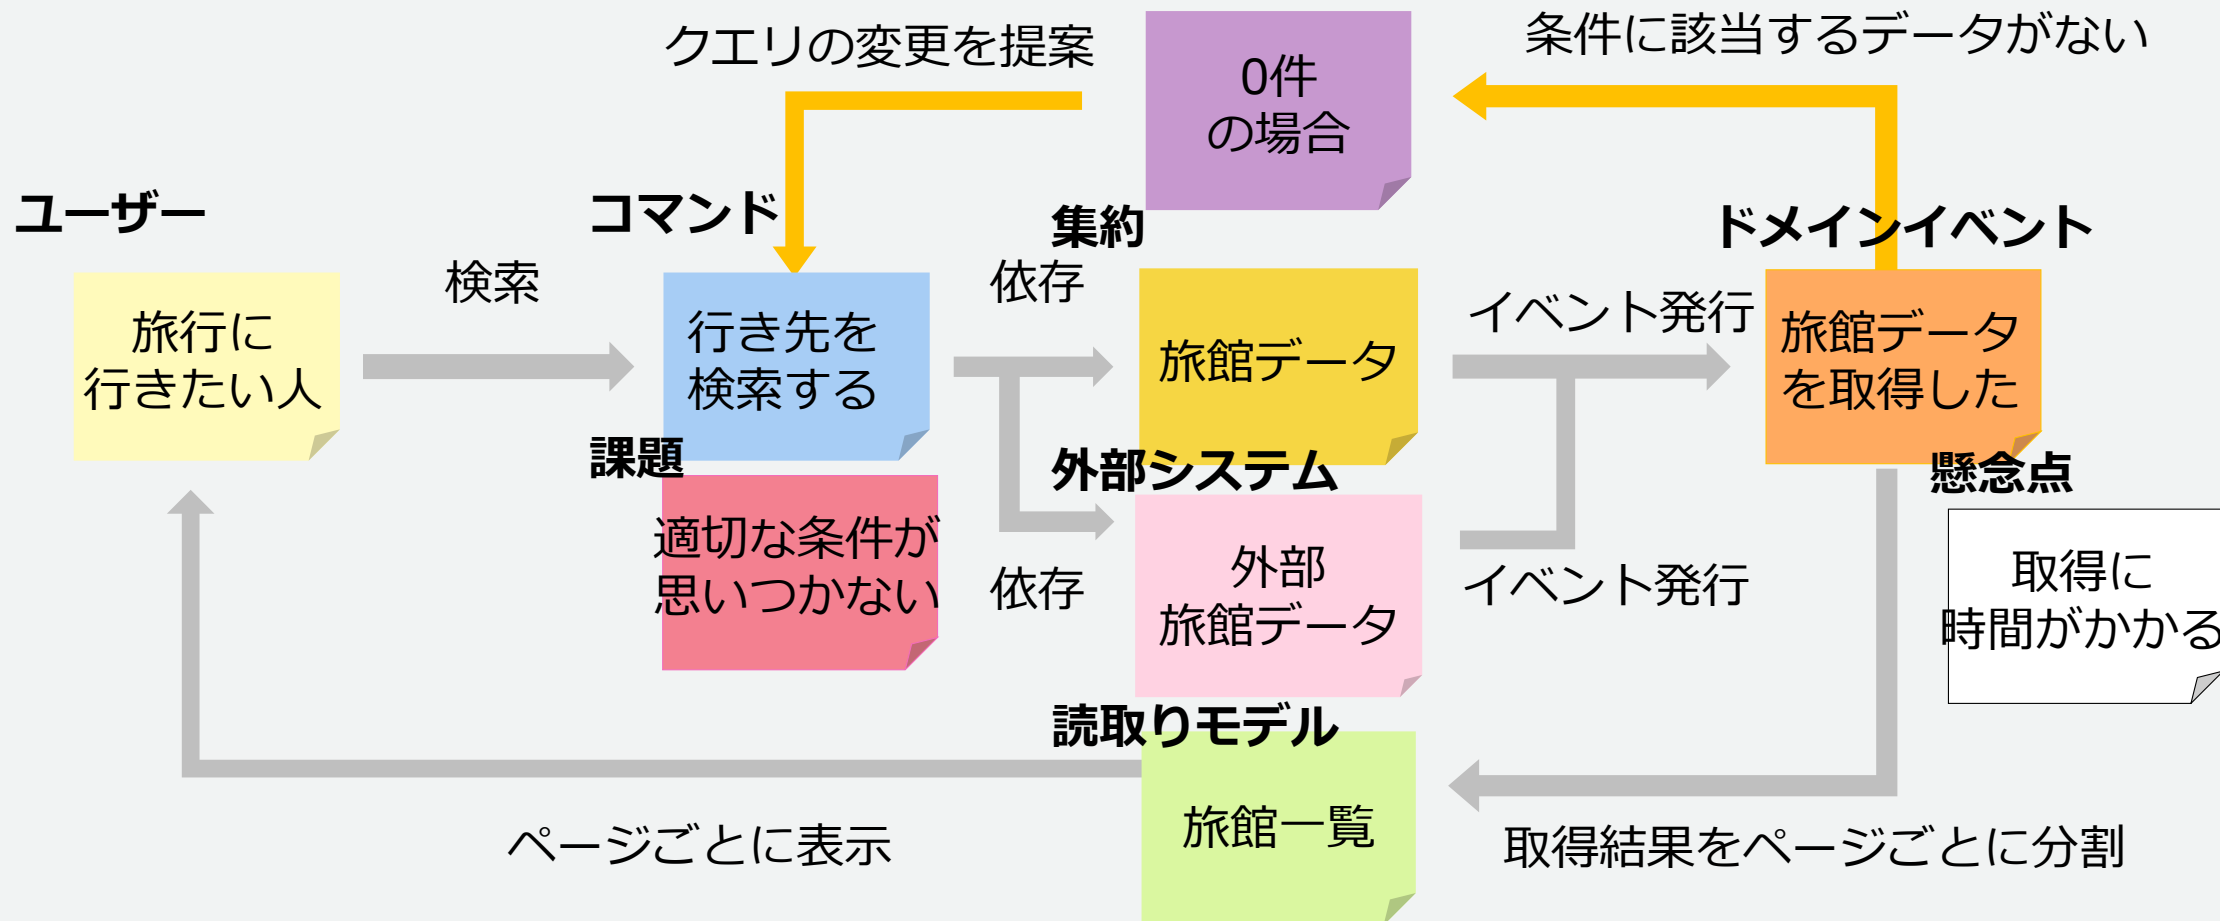 クエリの変更を提案
0件
の場合
条件に該当するデータがない
ユーザー
コマンド
集約
ドメインイベント
旅行に
行きたい人
検索
行き先を
検索する
依存
旅館データ
イベント発行
旅館データ
を取得した
課題
適切な条件が
思いつかない
外部システム
依存
外部
旅館データ
イベント発行
懸念点
取得に
時間がかかる
読取りモデル
旅館一覧
ページごとに表示
取得結果をページごとに分割